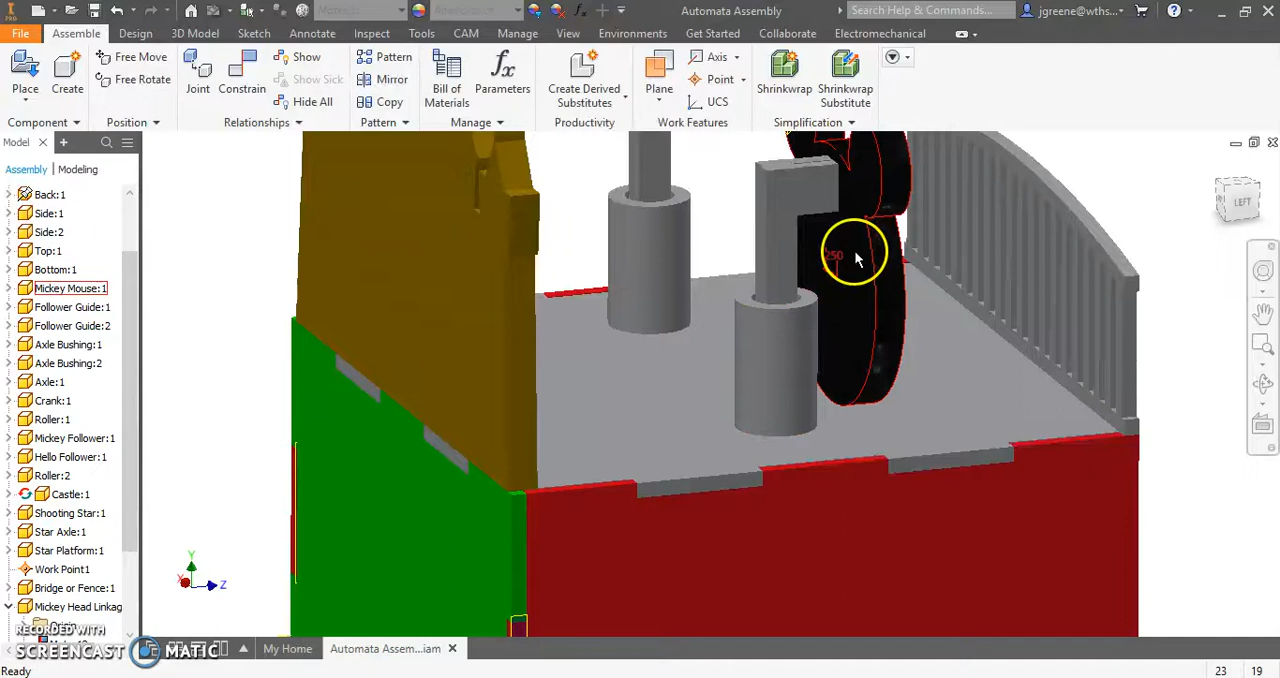 PRO
Automata Assembly
Search Help & Commands...
jgreene@wths...
File Assemble Design 3D Model Sketch Annotate Inspect Tools CAM Manage View Environments Get Started Collaborate Electromechanical
Place Create Free Move Free Rotate
Joint Constrain Show Show Sick Hide All
Pattern Mirror Copy
Bill of Materials Parameters
Create Derived Substitutes
Plane Axis Point UCS
Shrinkwrap Shrinkwrap Substitute
Component Position Relationships Pattern Manage Productivity Work Features Simplification
Model
Assembly Modeling
Back:1
Side:1
Side:2
Top:1
Bottom:1
Mickey Mouse:1
Follower Guide:1
Follower Guide:2
Axle Bushing:1
Axle Bushing:2
Axle:1
Crank:1
Roller:1
Mickey Follower:1
Hello Follower:1
Roller:2
Castle:1
Shooting Star:1
Star Axle:1
Star Platform:1
Work Point1
Bridge or Fence:1
Mickey Head Linkag
.250
LEFT
Y
X
Z
RECORDED WITH
SCREENCAST MATIC
My Home
Automata Assem...iam
Ready
23 19